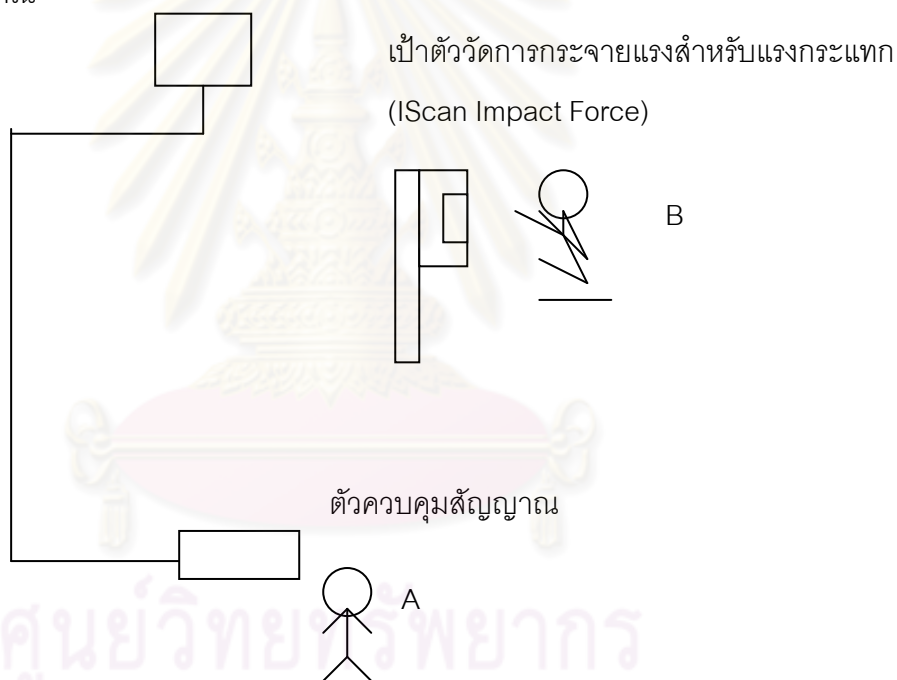 เป้าตัววัดการกระจายแรงสำหรับแรงกระแทก
(IScan Impact Force)
B
ตัวควบคุมสัญญาณ
A
ศูนย์วิทยทรัพยากร